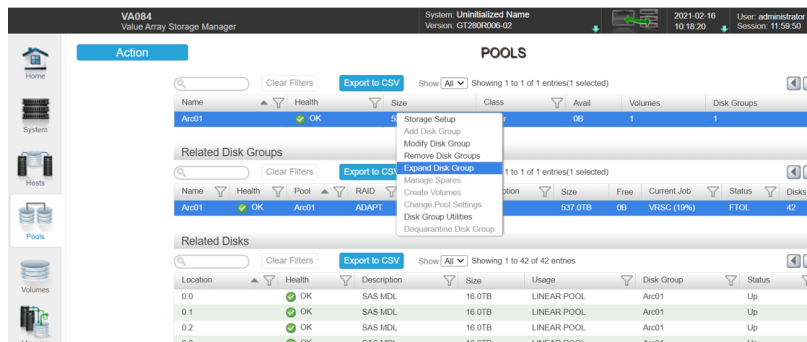 VA084
Value Array Storage Manager
System: Uninitialized Name
Version: GT280R006-02
2021-02-16
10:18:20
User: administrator
Session: 11:59:50
Home
System
Hosts
Pools
Volumes
Action
POOLS
Clear Filters Export to CSV Show All Showing 1 to 1 of 1 entries(1 selected)
Name Health Size Class Avail Volumes Disk Groups
Arc01 OK 0B 1 1
Storage Setup
Add Disk Group
Modify Disk Group
Remove Disk Groups
Expand Disk Group
Manage Spares
Create Volumes
Change Pool Settings
Disk Group Utilities
Dequarantine Disk Group
Related Disk Groups
Clear Filters Export to CSV 1 to 1 of 1 entries(1 selected)
Name Health Pool RAID Size Free Current Job Status Disks
Arc01 OK Arc01 ADAPT 537.0TB 0B VRSC (19%) FTOL 42
Related Disks
Clear Filters Export to CSV Show All Showing 1 to 42 of 42 entries
Location Health Description Size Usage Disk Group Status
0.0 OK SAS MDL 16.0TB LINEAR POOL Arc01 Up
0.1 OK SAS MDL 16.0TB LINEAR POOL Arc01 Up
0.2 OK SAS MDL 16.0TB LINEAR POOL Arc01 Up